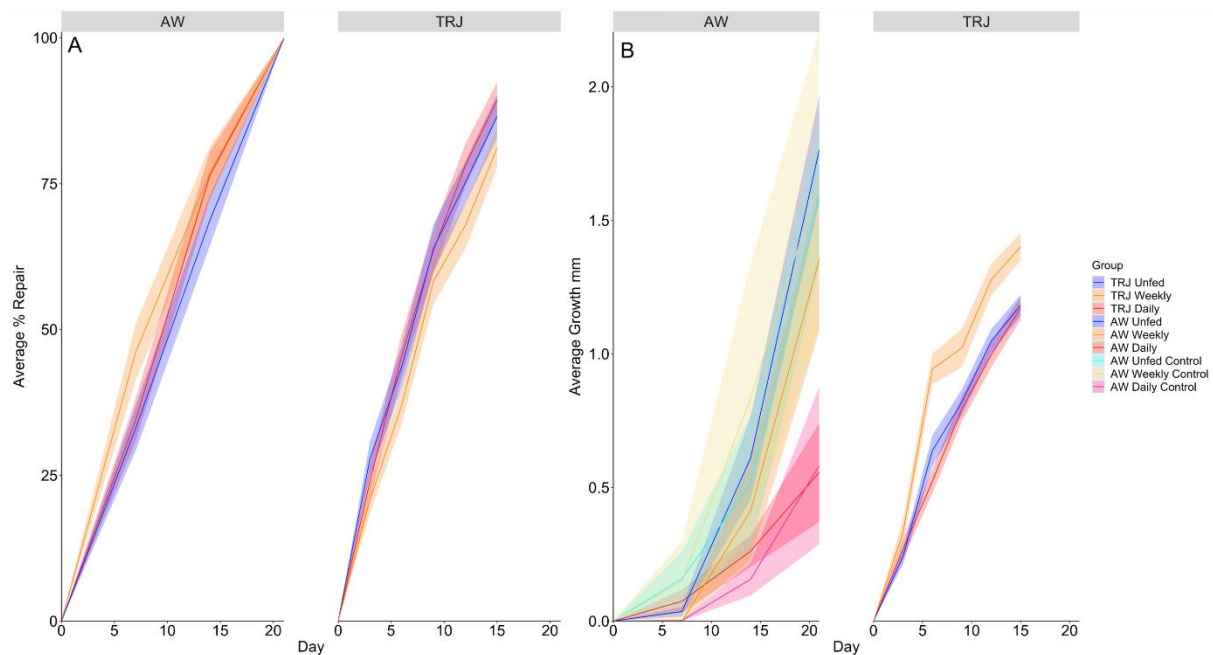 AW
TRJ
AW
TRJ
A
B
Average % Repair
100
75
50
25
0
0 5 10 15 20
0 5 10 15 20
Day
Average Growth mm
2.0
1.5
1.0
0.5
0.0
0 5 10 15 20
0 5 10 15 20
Day
Group
TRJ Unfed
TRJ Weekly
TRJ Daily
AW Unfed
AW Weekly
AW Daily
AW Unfed Control
AW Weekly Control
AW Daily Control